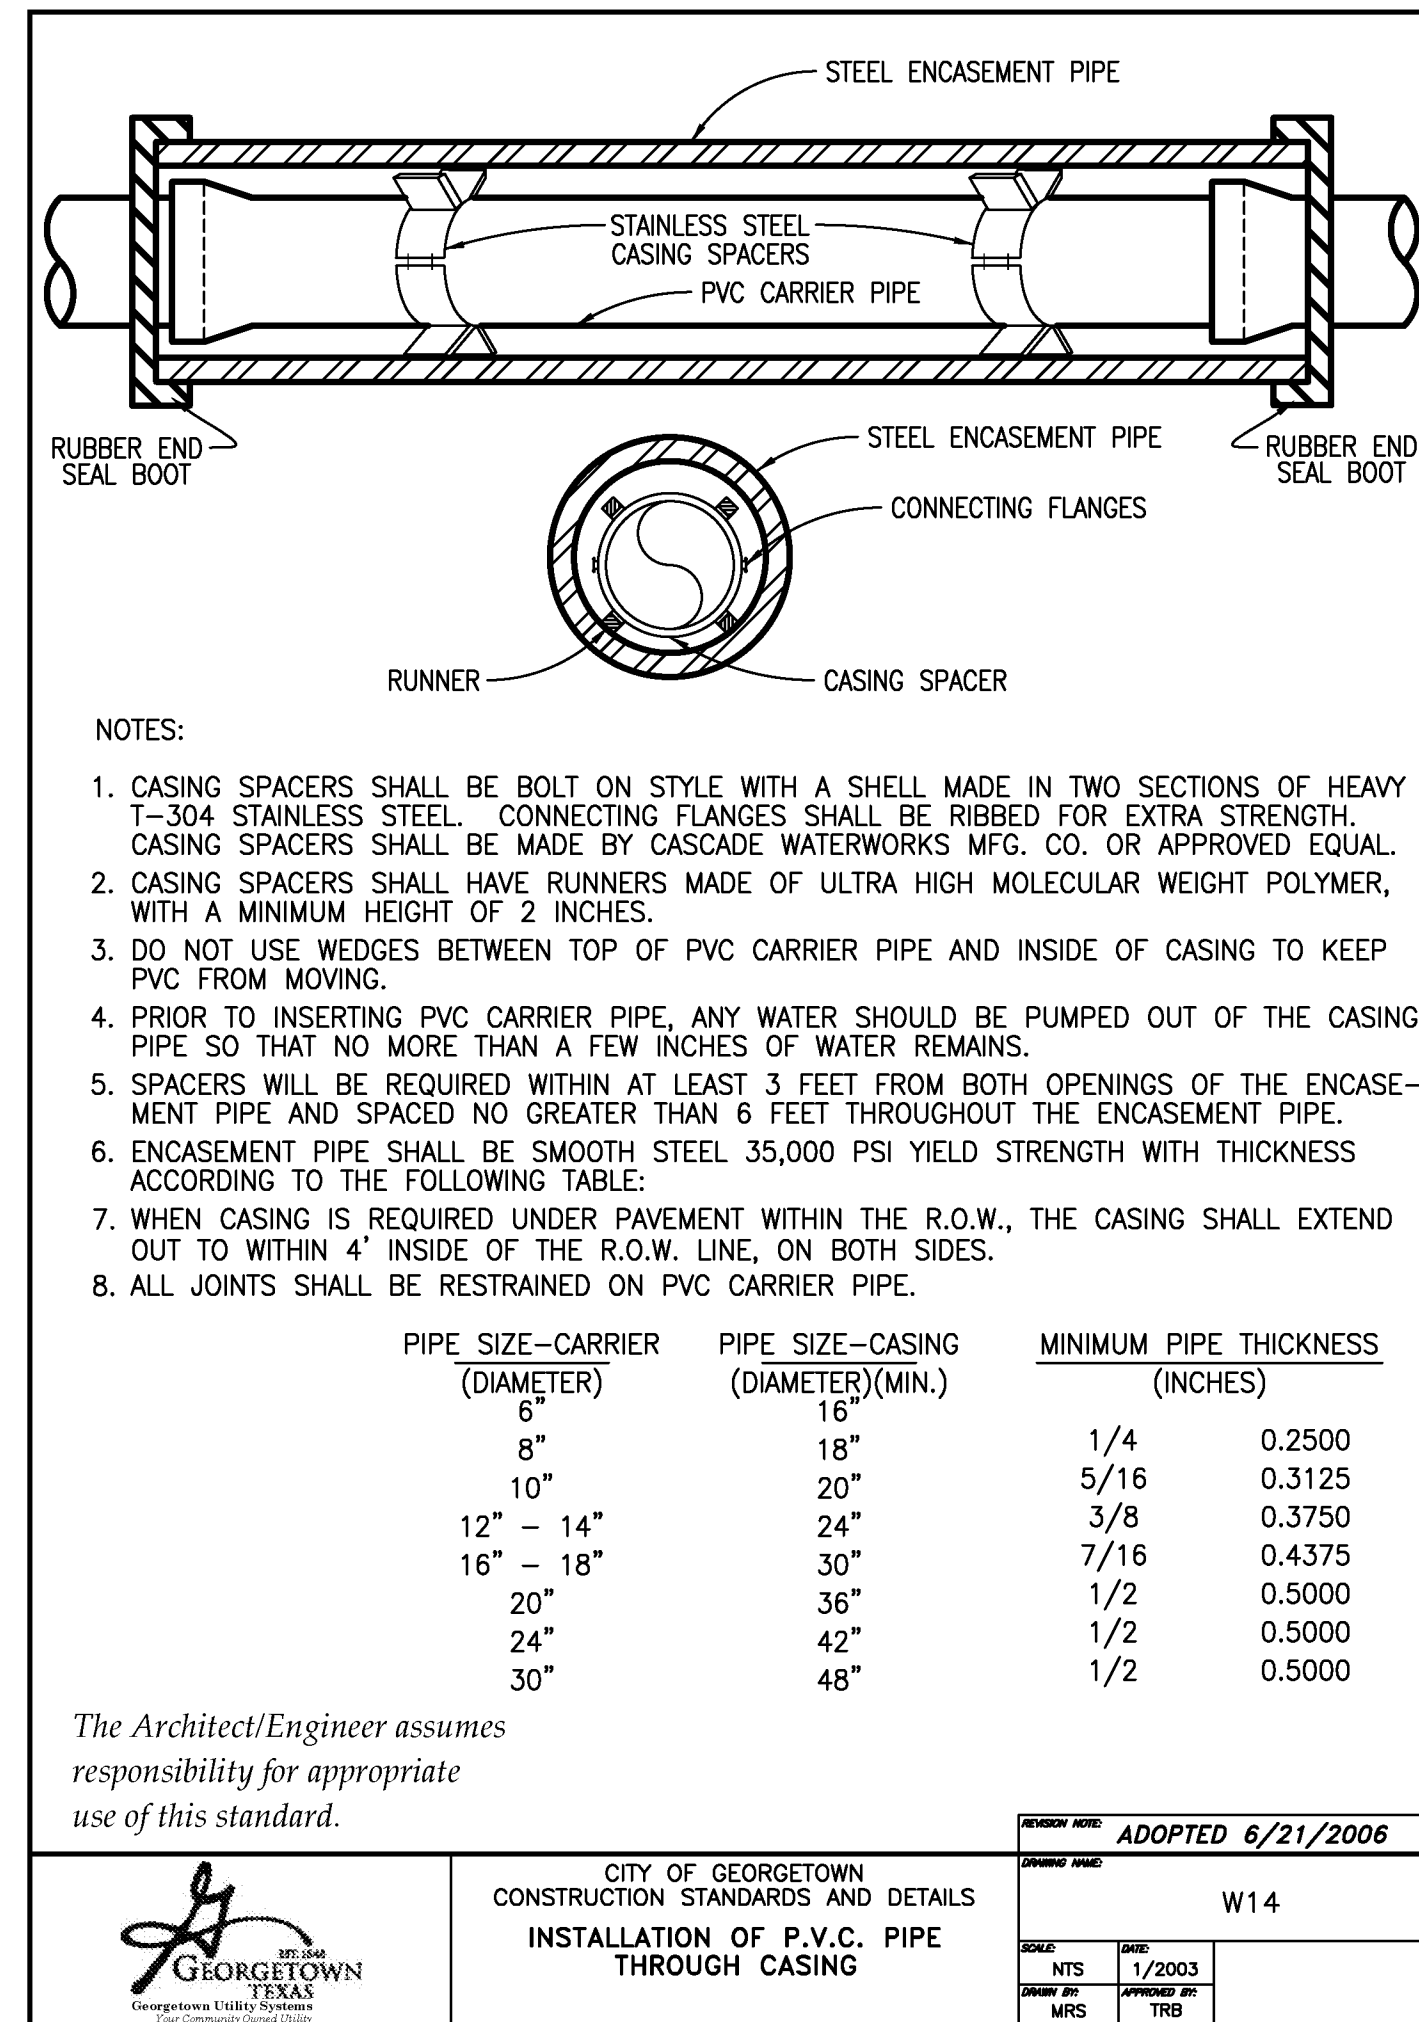 STEEL ENCASEMENT PIPE
STAINLESS STEEL
CASING SPACERS
PVC CARRIER PIPE
RUBBER END
SEAL BOOT
STEEL ENCASEMENT PIPE
RUBBER END
SEAL BOOT
CONNECTING FLANGES
RUNNER
CASING SPACER
NOTES:
1. CASING SPACERS SHALL BE BOLT ON STYLE WITH A SHELL MADE IN TWO SECTIONS OF HEAVY
T-304 STAINLESS STEEL. CONNECTING FLANGES SHALL BE RIBBED FOR EXTRA STRENGTH.
CASING SPACERS SHALL BE MADE BY CASCADE WATERWORKS MFG. CO. OR APPROVED EQUAL.
2. CASING SPACERS SHALL HAVE RUNNERS MADE OF ULTRA HIGH MOLECULAR WEIGHT POLYMER,
WITH A MINIMUM HEIGHT OF 2 INCHES.
3. DO NOT USE WEDGES BETWEEN TOP OF PVC CARRIER PIPE AND INSIDE OF CASING TO KEEP
PVC FROM MOVING.
4. PRIOR TO INSERTING PVC CARRIER PIPE, ANY WATER SHOULD BE PUMPED OUT OF THE CASING
PIPE SO THAT NO MORE THAN A FEW INCHES OF WATER REMAINS.
5. SPACERS WILL BE REQUIRED WITHIN AT LEAST 3 FEET FROM BOTH OPENINGS OF THE ENCASE-
MENT PIPE AND SPACED NO GREATER THAN 6 FEET THROUGHOUT THE ENCASEMENT PIPE.
6. ENCASEMENT PIPE SHALL BE SMOOTH STEEL 35,000 PSI YIELD STRENGTH WITH THICKNESS
ACCORDING TO THE FOLLOWING TABLE:
7. WHEN CASING IS REQUIRED UNDER PAVEMENT WITHIN THE R.O.W., THE CASING SHALL EXTEND
OUT TO WITHIN 4' INSIDE OF THE R.O.W. LINE, ON BOTH SIDES.
8. ALL JOINTS SHALL BE RESTRAINED ON PVC CARRIER PIPE.
PIPE SIZE-CARRIER PIPE SIZE-CASING MINIMUM PIPE THICKNESS
(DIAMETER) (DIAMETER)(MIN.) (INCHES)
6" 16"
8" 18" 1/4 0.2500
10" 20" 5/16 0.3125
12" - 14" 24" 3/8 0.3750
16" - 18" 30" 7/16 0.4375
20" 36" 1/2 0.5000
24" 42" 1/2 0.5000
30" 48" 1/2 0.5000
The Architect/Engineer assumes
responsibility for appropriate
use of this standard.
REVISION NOTE:
ADOPTED 6/21/2006
EST. 1848
GEORGETOWN
TEXAS
Georgetown Utility Systems
Your Community Owned Utility
CITY OF GEORGETOWN
CONSTRUCTION STANDARDS AND DETAILS
INSTALLATION OF P.V.C. PIPE
THROUGH CASING
DRAWING NAME:
W14
SCALE: DATE:
NTS 1/2003
DRAWN BY: APPROVED BY:
MRS TRB